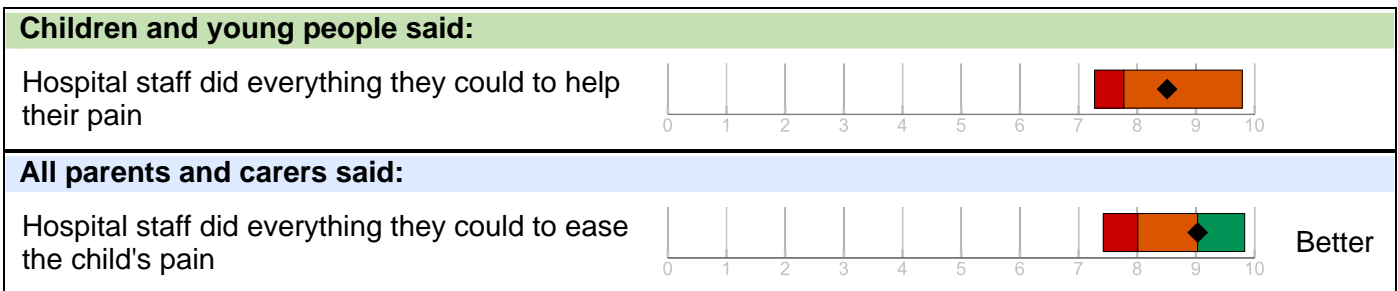 Children and young people said:
Hospital staff did everything they could to help
their pain
0 1 2 3 4 5 6 7 8 9 10
All parents and carers said:
Hospital staff did everything they could to ease
the child's pain
0 1 2 3 4 5 6 7 8 9 10
Better